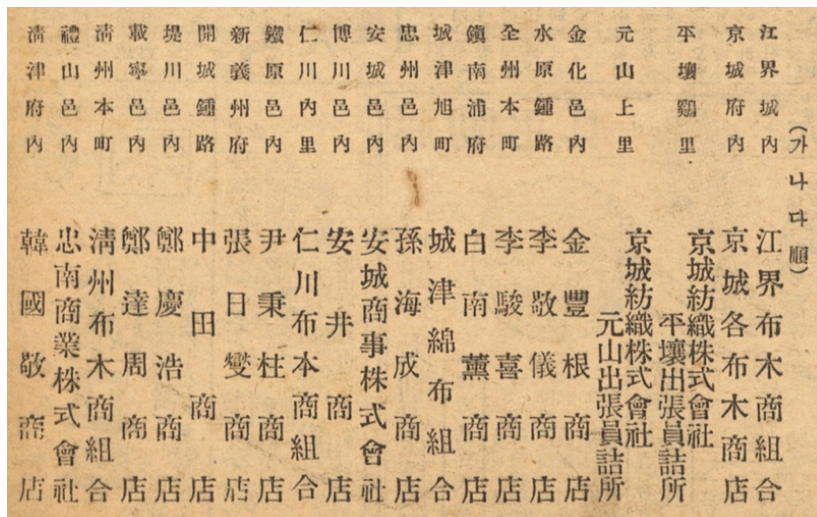 (가나다順)
江界城內 江界布木商組合
京城府內 京城各布木商店
平壤鷄里 京城紡織株式會社
平壤出張員詰所
元山上里 京城紡織株式會社
元山出張員詰所
金化邑內 金豐根商店
水原鍾路 李敬儀商店
全州本町 李駿喜商店
鎭南浦府 白南薰商店
城津旭町 城津綿布組合
忠州邑內 孫海成商店
安城邑內 安城商事株式會社
博川邑內 安井商店
仁川內里 仁川布本商組合
鐵原邑內 尹秉柱商店
新義州府 張日燮商店
開城鍾路 中田商店
堤川邑內 鄭慶浩商店
載寧邑內 鄭達周商店
淸州本町 淸州布木商組合
禮山邑內 忠南商業株式會社
淸津府內 韓國敬商店